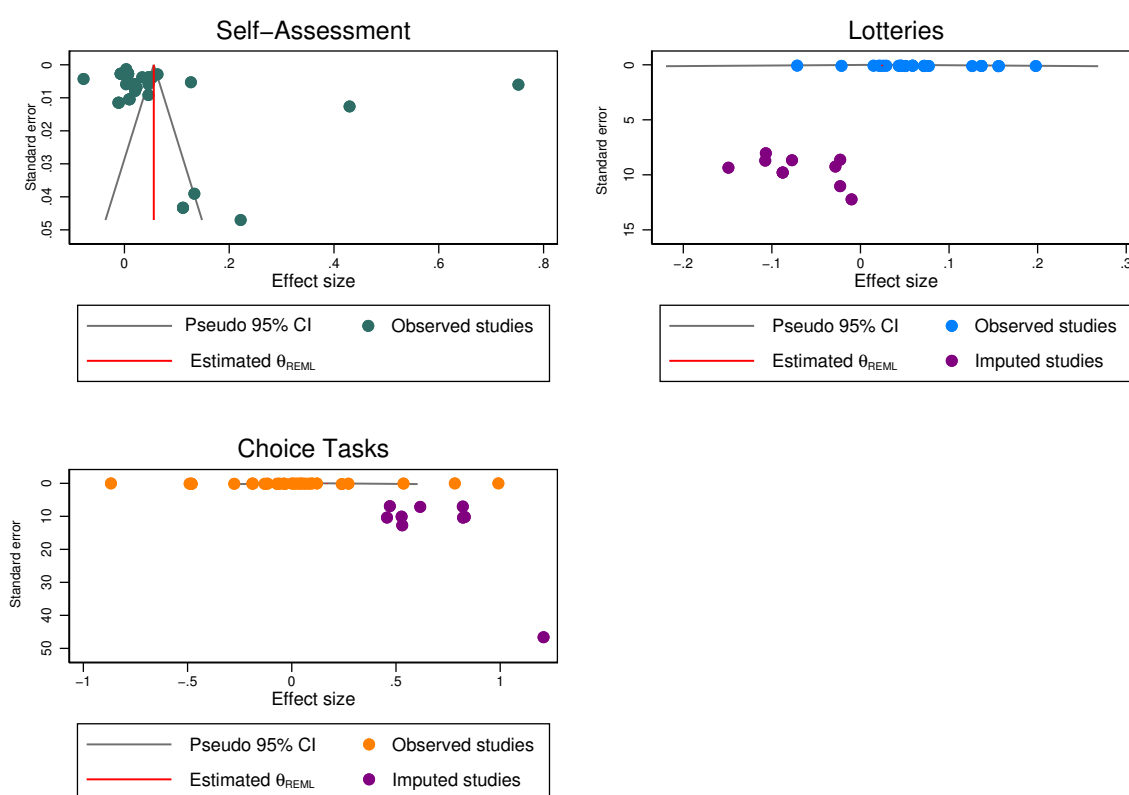 Self−Assessment
Standard error
0
.01
.02
.03
.04
.05
0 .2 .4 .6 .8
Effect size
Pseudo 95% CI Observed studies
Estimated θREML
Lotteries
Standard error
0
5
10
15
−.2 −.1 0 .1 .2 .3
Effect size
Pseudo 95% CI Observed studies
Estimated θREML Imputed studies
Choice Tasks
Standard error
0
10
20
30
40
50
−1 −.5 0 .5 1
Effect size
Pseudo 95% CI Observed studies
Estimated θREML Imputed studies